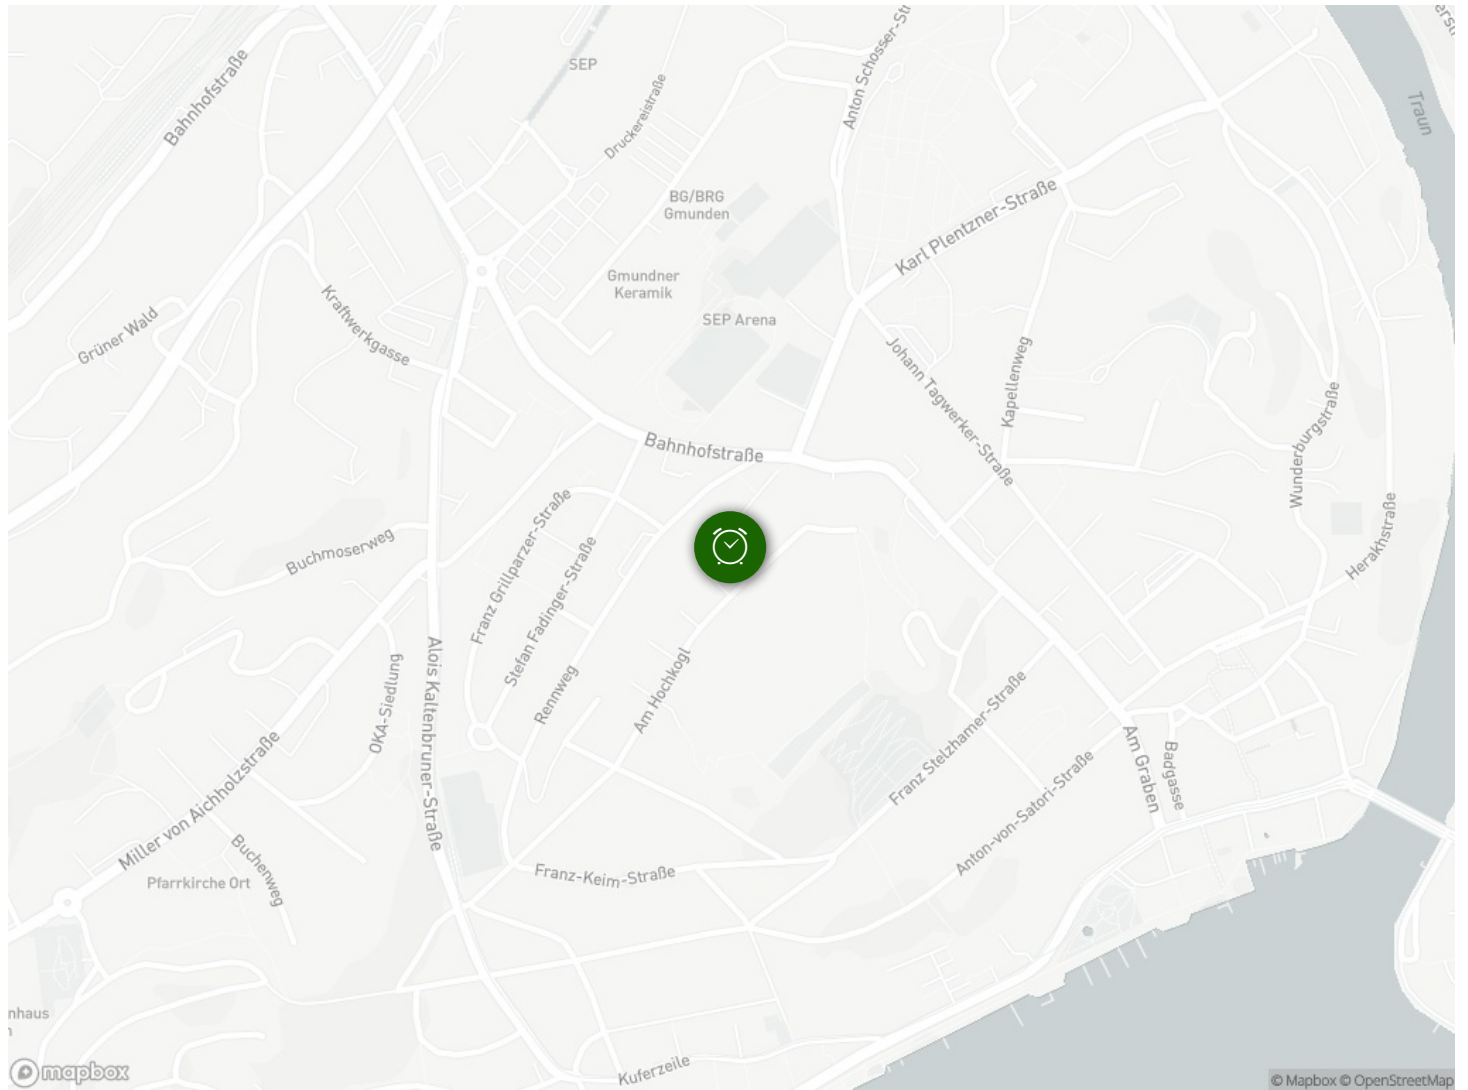 SEP
Bahnhofstraße
Druckereistraße
Anton Schosser-St
Traun
BG/BRG
Gmunden
Karl Plentzner-Straße
Gmundner
Keramik
SEP Arena
Grüner Wald
Kraftwerkgasse
Johann Tagwerker-Straße
Kapellenweg
Wunderburgstraße
Bahnhofstraße
Herakhstraße
Buchmoserweg
Franz Grillparzer-Straße
Stefan Fadinger-Straße
Alois Kaltenbruner-Straße
OKA-Siedlung
Rennweg
Am Hochkogl
Franz Stelzhamer-Straße
Am Graben
Badgasse
Anton-von-Satori-Straße
Miller von Aichholzstraße
Buchenweg
Pfarrkirche Ort
Franz-Keim-Straße
nhaus
Kuferzeile
mapbox
© Mapbox © OpenStreetMap